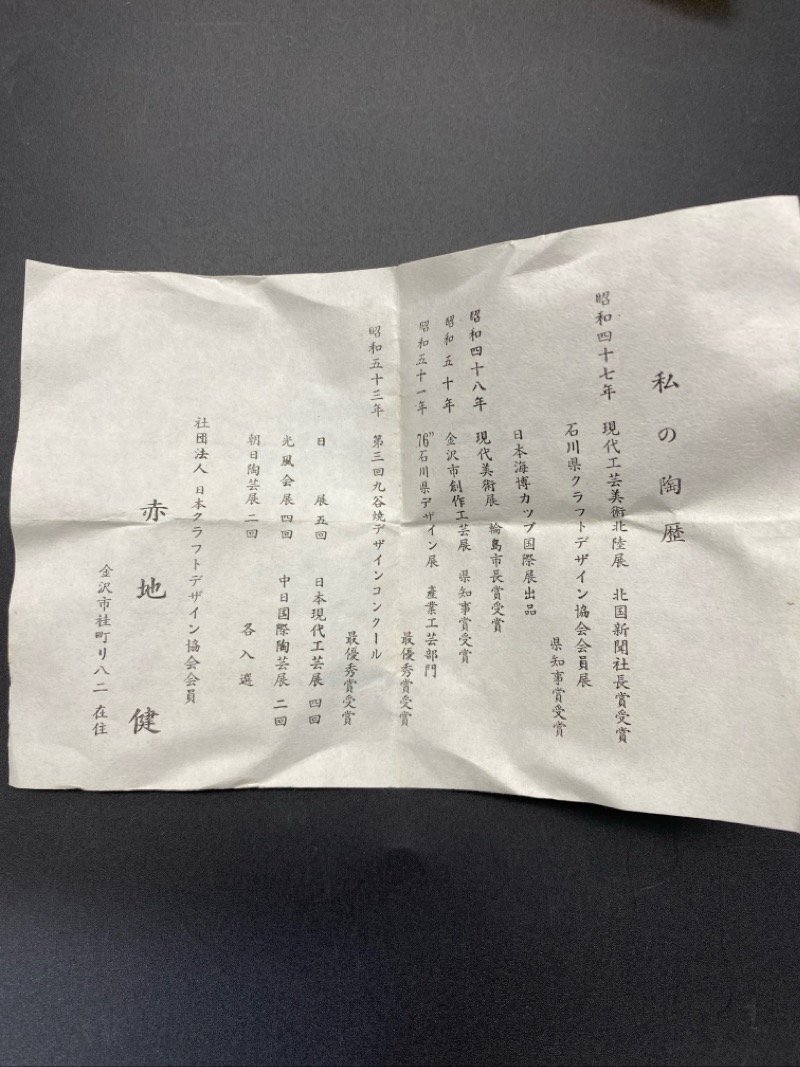 私の陶歴
昭和四十七年 現代工芸美術北陸展 北国新聞社長賞受賞
石川県クラフトデザイン協会会員展
県知事賞受賞
日本海博カップ国際展出品
昭和四十八年 現代美術展 輪島市長賞受賞
昭和五十年 金沢市創作工芸展 県知事賞受賞
昭和五十一年 76”石川県デザイン展 産業工芸部門
最優秀賞受賞
昭和五十三年 第三回九谷焼デザインコンクール
最優秀賞受賞
日展五回 日本現代工芸展四回
光風会展四回 中日国際陶芸展二回
朝日陶芸展二回 各入選
社団法人 日本クラフトデザイン協会会員
赤地健
金沢市桂町リ八二在住